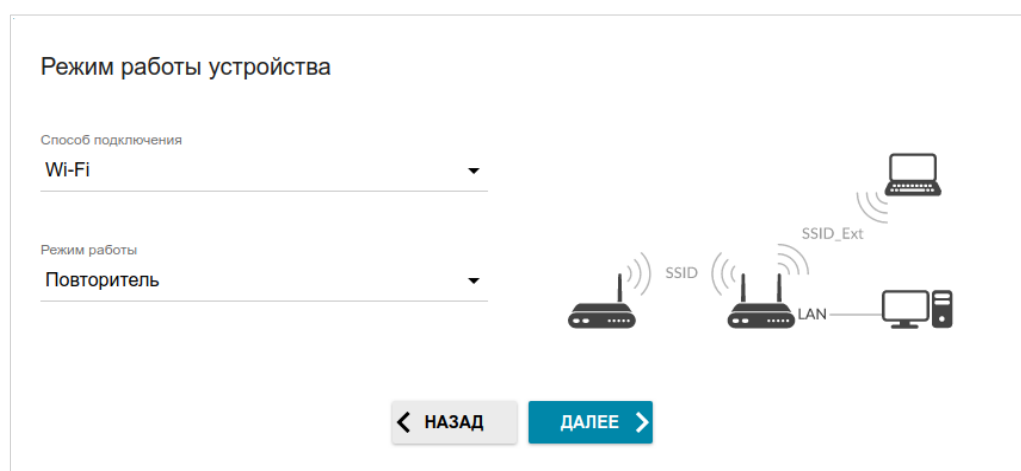 Режим работы устройства
Способ подключения
Wi-Fi
Режим работы
Повторитель
SSID
SSID_Ext
LAN
НАЗАД
ДАЛЕЕ